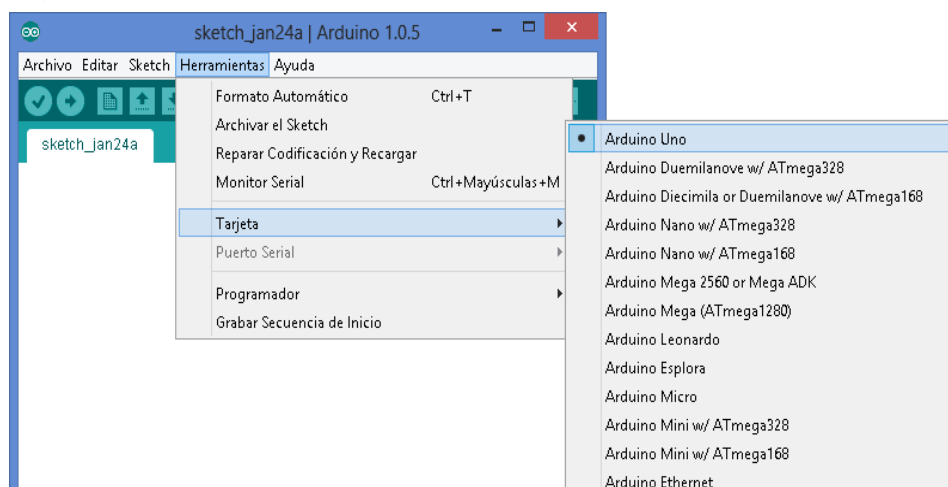 sketch_jan24a | Arduino 1.0.5
Archivo Editar Sketch Herramientas Ayuda
sketch_jan24a
Formato Automático Ctrl+T
Archivar el Sketch
Reparar Codificación y Recargar
Monitor Serial Ctrl+Mayúsculas+M
Tarjeta
Puerto Serial
Programador
Grabar Secuencia de Inicio
Arduino Uno
Arduino Duemilanove w/ ATmega328
Arduino Diecimila or Duemilanove w/ ATmega168
Arduino Nano w/ ATmega328
Arduino Nano w/ ATmega168
Arduino Mega 2560 or Mega ADK
Arduino Mega (ATmega1280)
Arduino Leonardo
Arduino Esplora
Arduino Micro
Arduino Mini w/ ATmega328
Arduino Mini w/ ATmega168
Arduino Ethernet